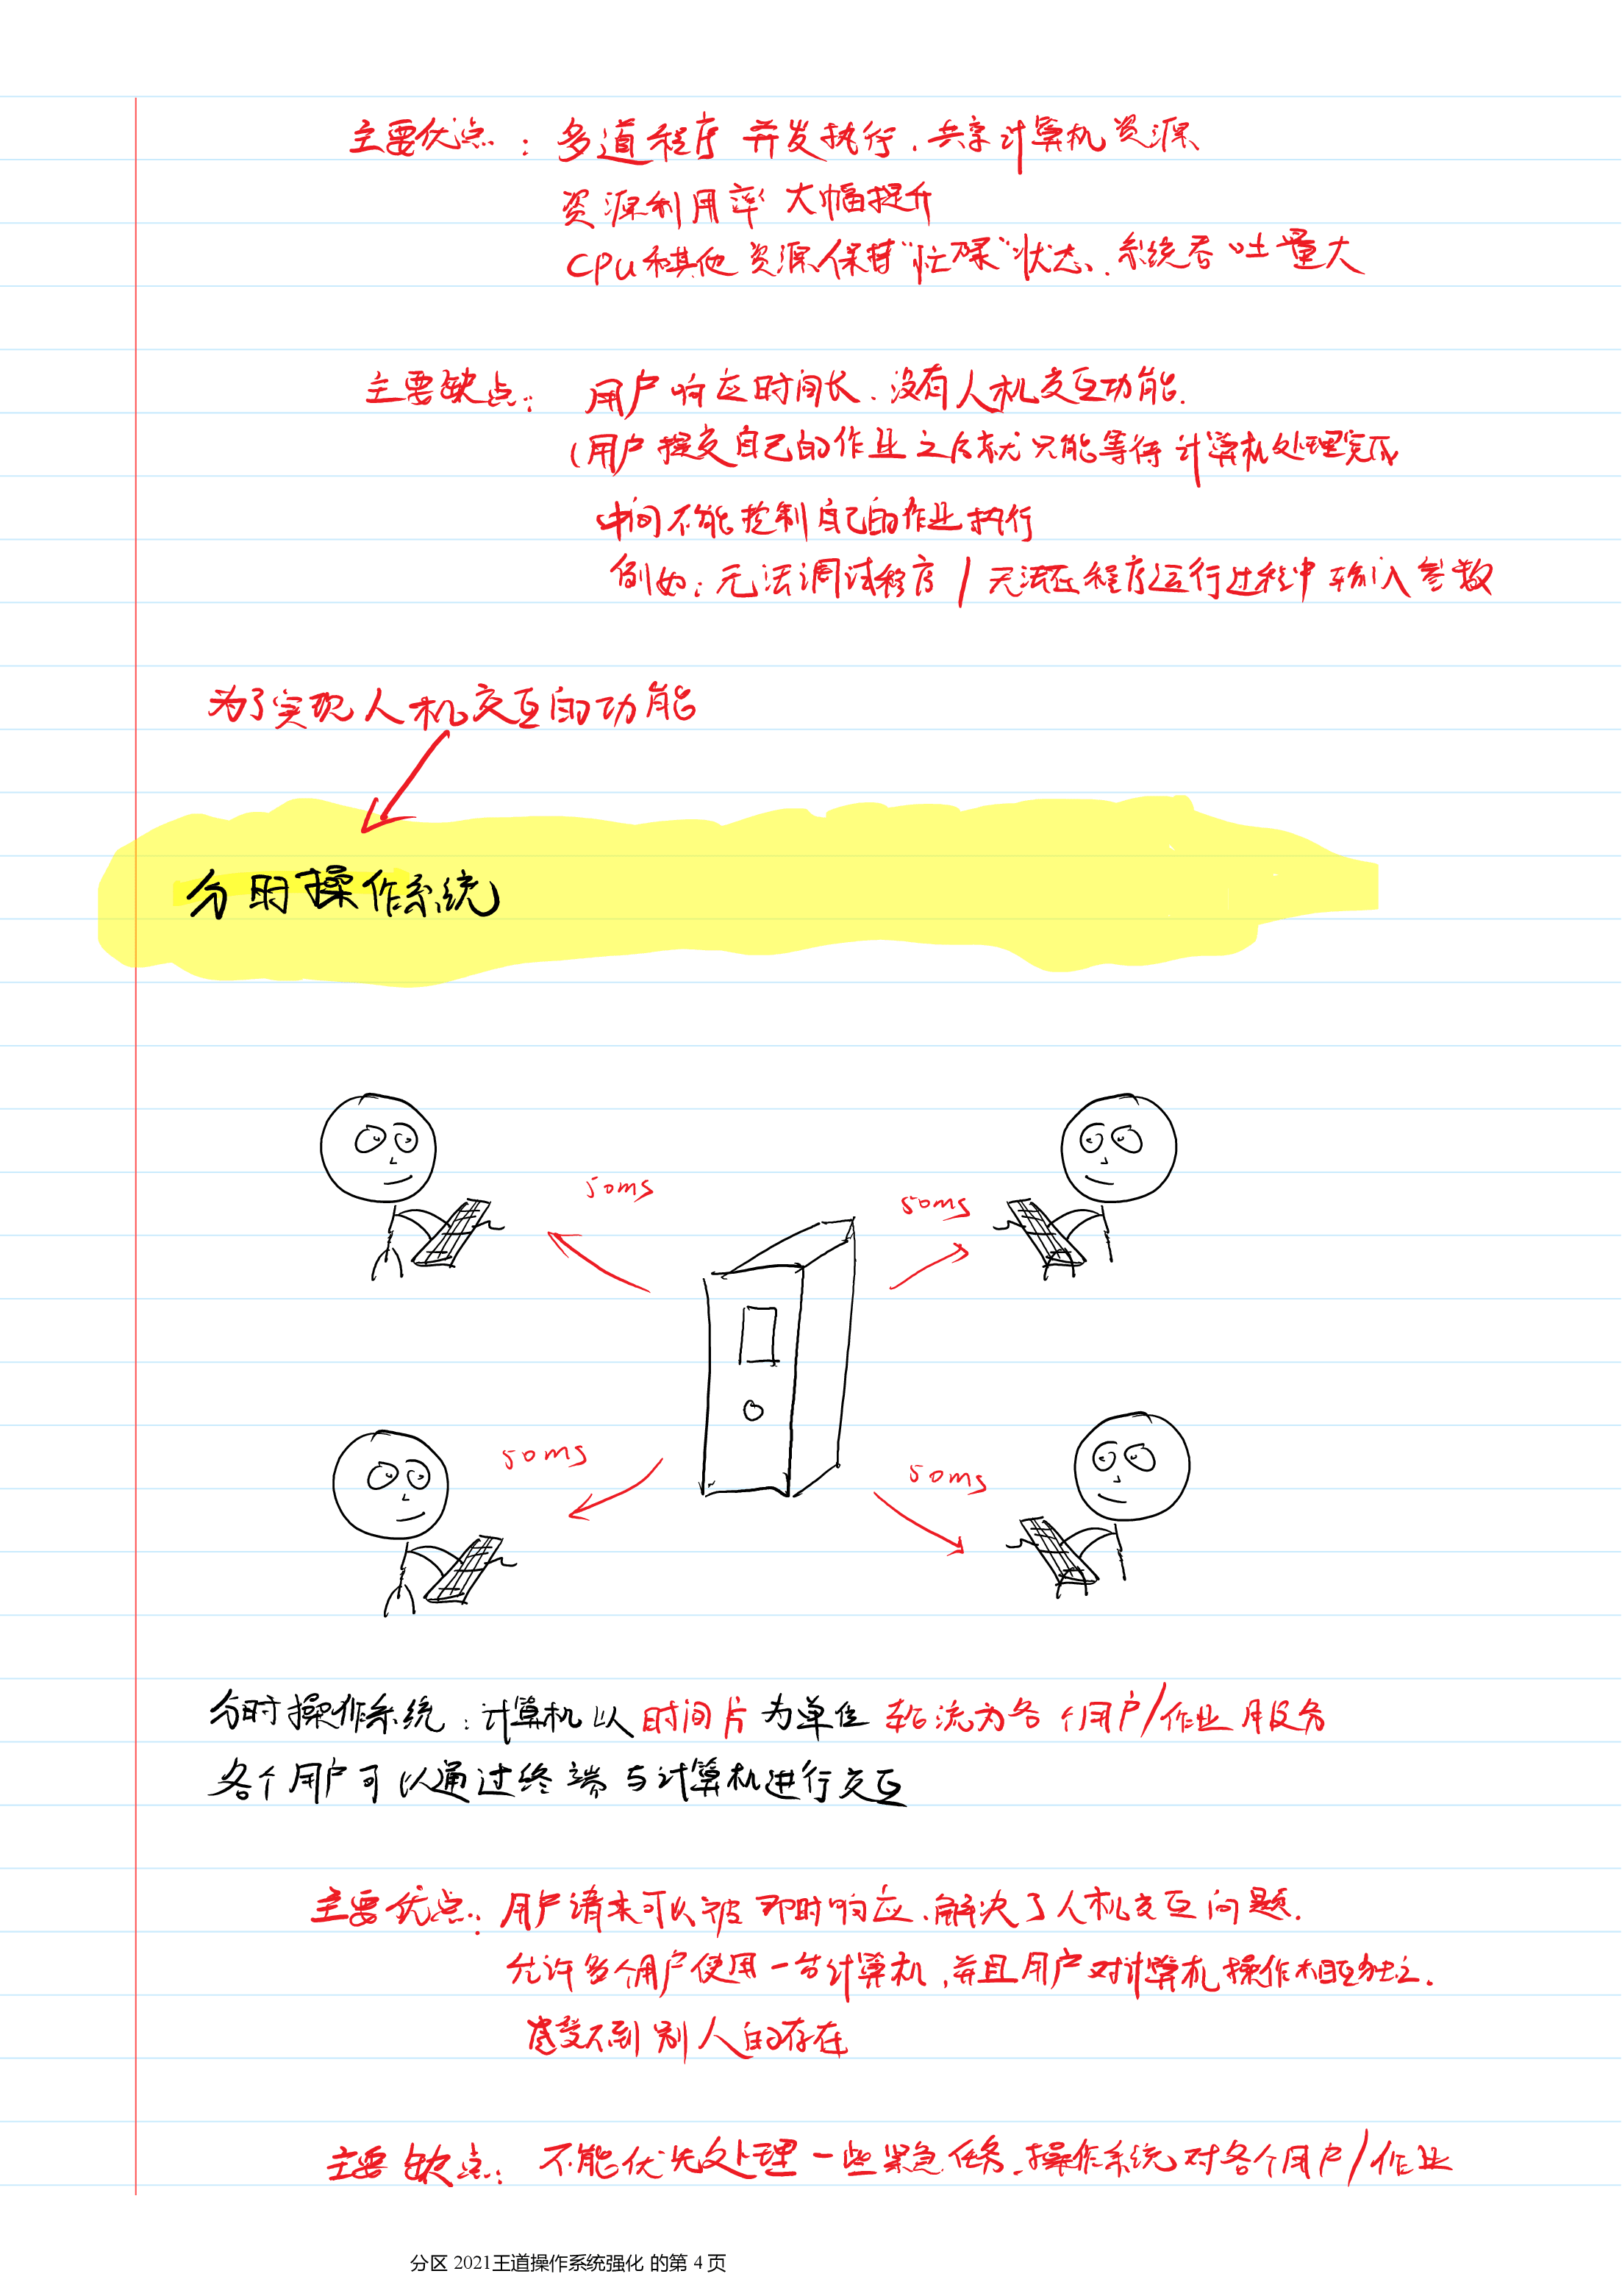 主要优点：多道程序并发执行、共享计算机资源
资源利用率大幅提升
CPU和其他资源保持“忙碌”状态、系统吞吐量大
主要缺点：用户响应时间长、没有人机交互功能.
(用户提交自己的作业之后就只能等待计算机处理完成
中间不能控制自己的作业执行
例如：无法调试程序/无法在程序运行过程中输入参数
为了实现人机交互的功能
分时操作系统
50ms
50ms
50ms
50ms
分时操作系统：计算机以时间片为单位轮流为各个用户/作业服务
各个用户可以通过终端与计算机进行交互
主要优点：用户请求可以被即时响应、解决了人机交互问题.
允许多个用户使用一台计算机,并且用户对计算机操作相互独立.
感受不到别人的存在
主要缺点：不能优先处理一些紧急任务、操作系统对各个用户/作业
分区 2021王道操作系统强化 的第 4 页